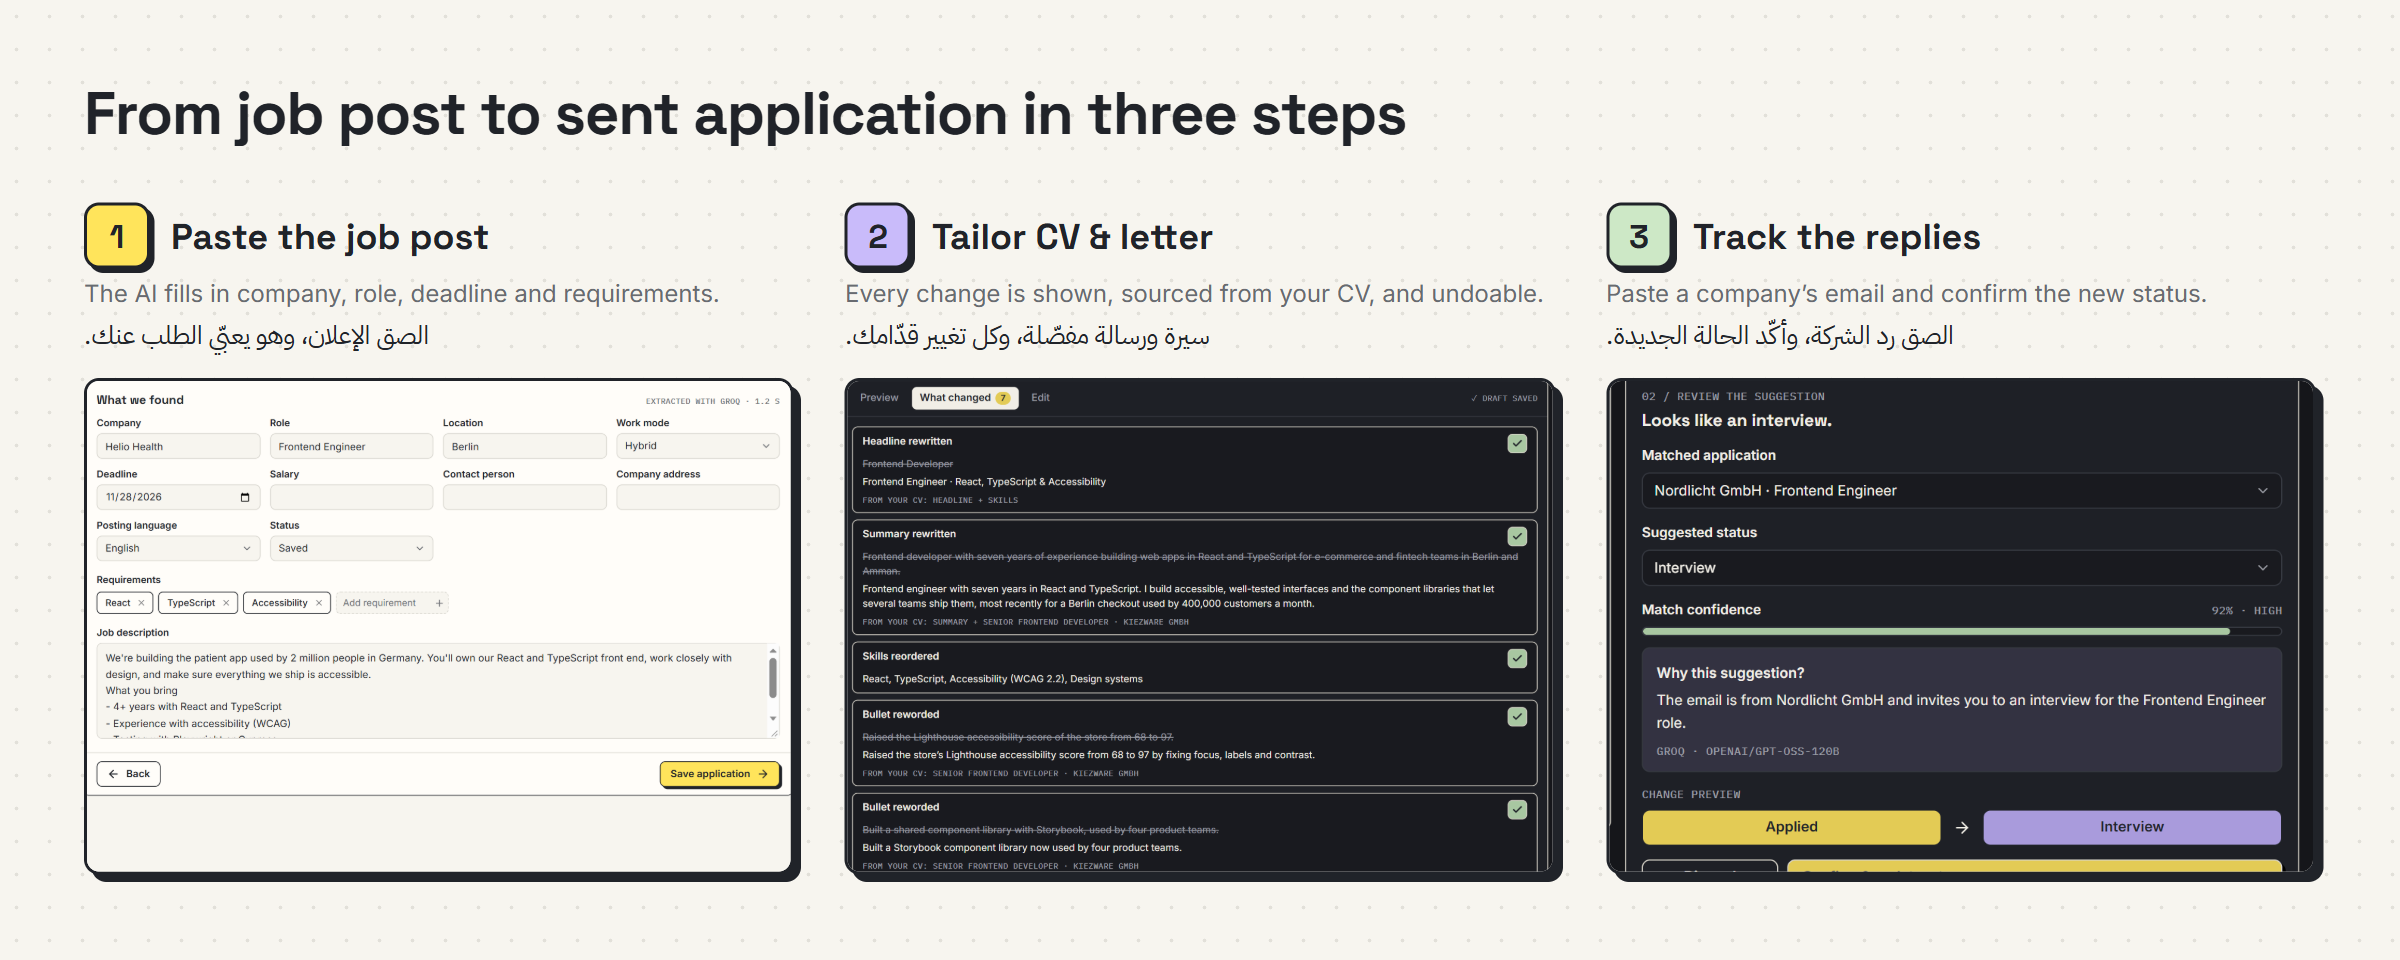 From job post to sent application in three steps
1 Paste the job post
The AI fills in company, role, deadline and requirements.
الصق الإعلان، وهو يعبّي الطلب عنك.
What we found
EXTRACTED WITH GROQ · 1.2 S
Company Role Location Work mode
Helio Health Frontend Engineer Berlin Hybrid
Deadline Salary Contact person Company address
11/28/2026
Posting language Status
English Saved
Requirements
React × TypeScript × Accessibility × Add requirement +
Job description
We're building the patient app used by 2 million people in Germany. You'll own our React and TypeScript front end, work closely with
design, and make sure everything we ship is accessible.
What you bring
- 4+ years with React and TypeScript
- Experience with accessibility (WCAG)
← Back Save application →
2 Tailor CV & letter
Every change is shown, sourced from your CV, and undoable.
سيرة ورسالة مفصّلة، وكل تغيير قدّامك.
Preview What changed 7 Edit ✓ DRAFT SAVED
Headline rewritten
Frontend Developer
Frontend Engineer · React, TypeScript & Accessibility
FROM YOUR CV: HEADLINE + SKILLS
Summary rewritten
Frontend developer with seven years of experience building web apps in React and TypeScript for e-commerce and fintech teams in Berlin and
Amman.
Frontend engineer with seven years in React and TypeScript. I build accessible, well-tested interfaces and the component libraries that let
several teams ship them, most recently for a Berlin checkout used by 400,000 customers a month.
FROM YOUR CV: SUMMARY + SENIOR FRONTEND DEVELOPER · KIEZWARE GMBH
Skills reordered
React, TypeScript, Accessibility (WCAG 2.2), Design systems
Bullet reworded
Raised the Lighthouse accessibility score of the store from 68 to 97.
Raised the store's Lighthouse accessibility score from 68 to 97 by fixing focus, labels and contrast.
FROM YOUR CV: SENIOR FRONTEND DEVELOPER · KIEZWARE GMBH
Bullet reworded
Built a shared component library with Storybook, used by four product teams.
Built a Storybook component library now used by four product teams.
FROM YOUR CV: SENIOR FRONTEND DEVELOPER · KIEZWARE GMBH
3 Track the replies
Paste a company’s email and confirm the new status.
الصق رد الشركة، وأكّد الحالة الجديدة.
02 / REVIEW THE SUGGESTION
Looks like an interview.
Matched application
Nordlicht GmbH · Frontend Engineer
Suggested status
Interview
Match confidence 92% · HIGH
Why this suggestion?
The email is from Nordlicht GmbH and invites you to an interview for the Frontend Engineer
role.
GROQ · OPENAI/GPT-OSS-120B
CHANGE PREVIEW
Applied → Interview